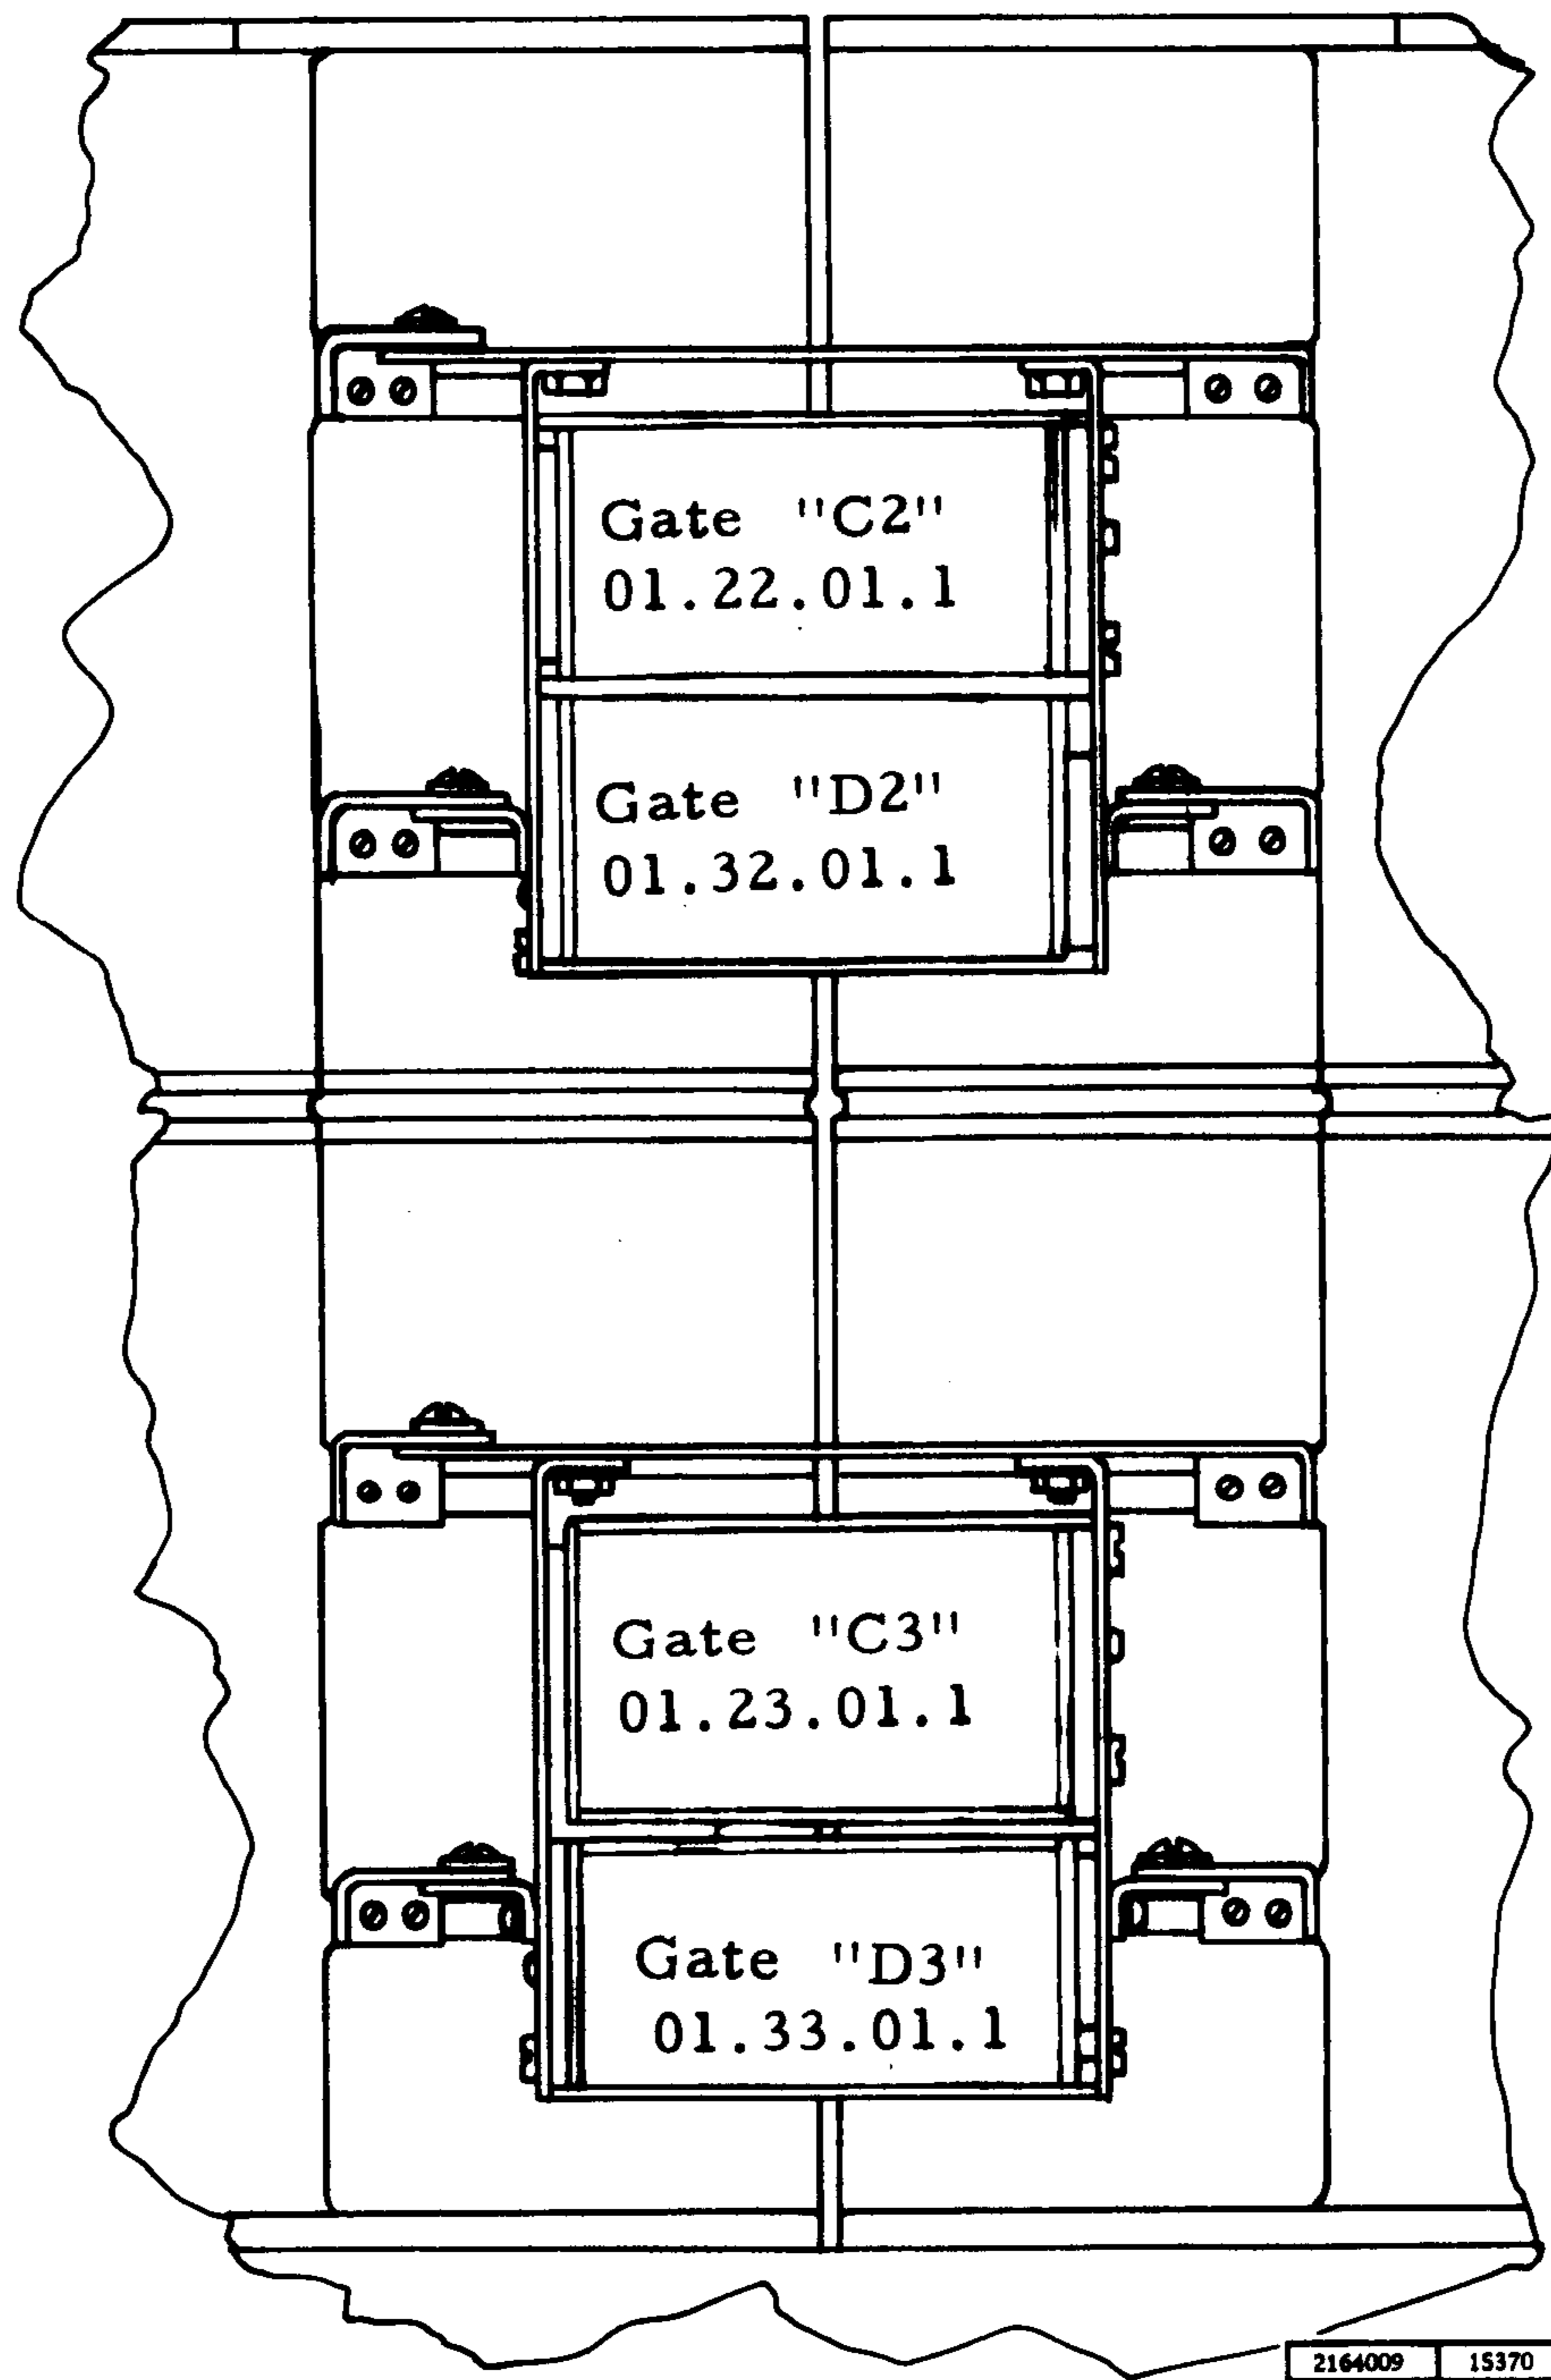 Gate "C2"
01.22.01.1
Gate "D2"
01.32.01.1
Gate "C3"
01.23.01.1
Gate "D3"
01.33.01.1
2164009 15370